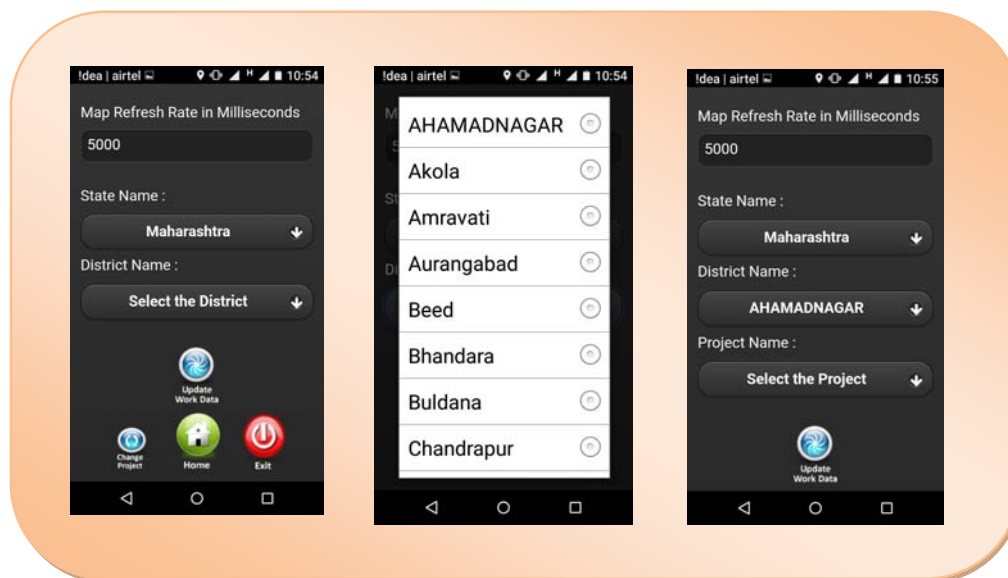 !dea | airtel H 10:54
Map Refresh Rate in Milliseconds
5000
State Name :
Maharashtra
District Name :
Select the District
Update
Work Data
Change
Project
Home
Exit
!dea | airtel H 10:54
M
5
St
Di
AHAMADNAGAR
Akola
Amravati
Aurangabad
Beed
Bhandara
Buldana
Chandrapur
!dea | airtel H 10:55
Map Refresh Rate in Milliseconds
5000
State Name :
Maharashtra
District Name :
AHAMADNAGAR
Project Name :
Select the Project
Update
Work Data